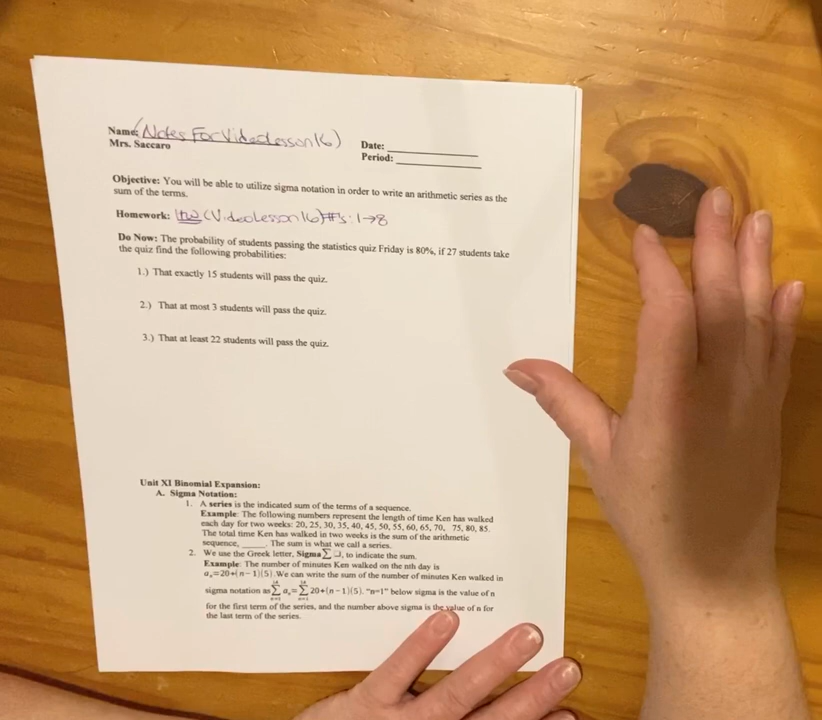 Name: (Notes For Video Lesson 16)
Mrs. Saccaro
Date:
Period:
Objective: You will be able to utilize sigma notation in order to write an arithmetic series as the
sum of the terms.
Homework: (Video Lesson 16) #'s: 1→8
Do Now: The probability of students passing the statistics quiz Friday is 80%, if 27 students take
the quiz find the following probabilities:
1.) That exactly 15 students will pass the quiz.
2.) That at most 3 students will pass the quiz.
3.) That at least 22 students will pass the quiz.
Unit XI Binomial Expansion:
A. Sigma Notation:
1. A series is the indicated sum of the terms of a sequence.
Example: The following numbers represent the length of time Ken has walked
each day for two weeks: 20, 25, 30, 35, 40, 45, 50, 55, 60, 65, 70, 75, 80, 85.
The total time Ken has walked in two weeks is the sum of the arithmetic
sequence, _____. The sum is what we call a series.
2. We use the Greek letter, Sigma ∑, to indicate the sum.
Example: The number of minutes Ken walked on the nth day is
aₙ=20+(n−1)(5). We can write the sum of the number of minutes Ken walked in
sigma notation as ∑ aₙ = ∑ 20+(n−1)(5). "n=1" below sigma is the value of n
for the first term of the series, and the number above sigma is the value of n for
the last term of the series.